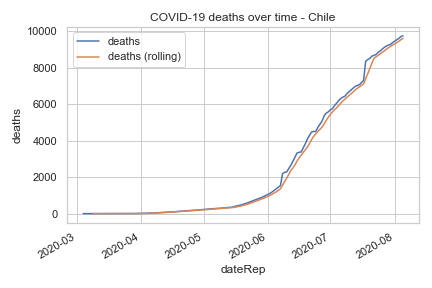 COVID-19 deaths over time - Chile
deaths
deaths (rolling)
10000
8000
6000
4000
2000
0
deaths
2020-03
2020-04
2020-05
2020-06
2020-07
2020-08
dateRep